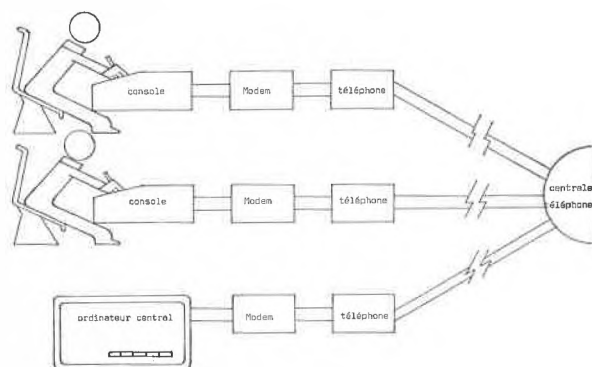 console Modem téléphone
centrale
téléphone
console Modem téléphone
ordinateur central Modem téléphone